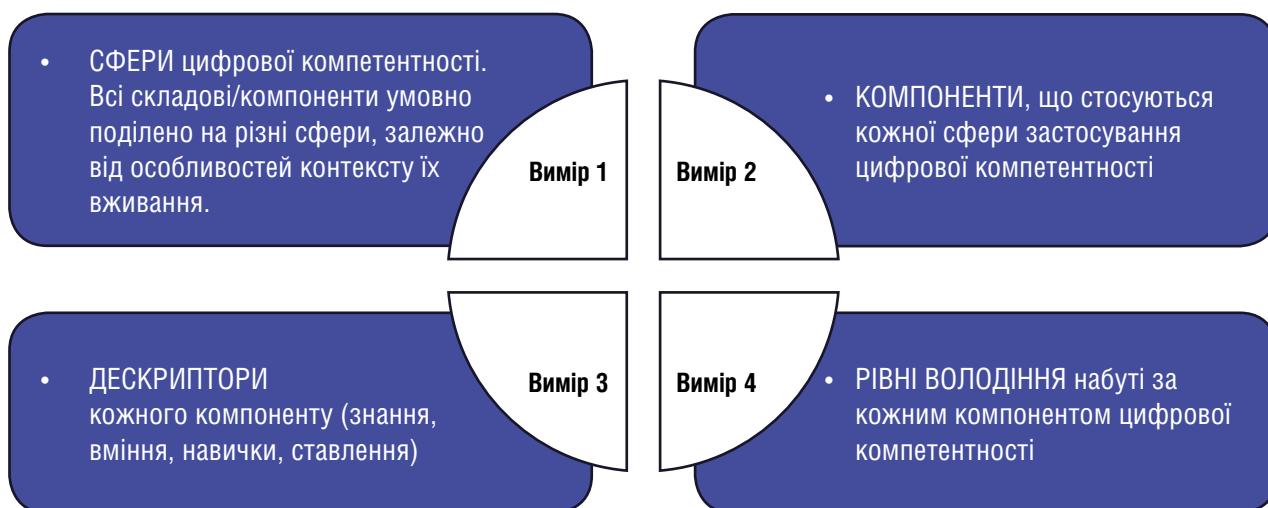 • СФЕРИ цифрової компетентності.
Всі складові/компоненти умовно
поділено на різні сфери, залежно
від особливостей контексту їх
вживання.
Вимір 1
Вимір 2
• КОМПОНЕНТИ, що стосуються
кожної сфери застосування
цифрової компетентності
• ДЕСКРИПТОРИ
кожного компоненту (знання,
вміння, навички, ставлення)
Вимір 3
Вимір 4
• РІВНІ ВОЛОДІННЯ набуті за
кожним компонентом цифрової
компетентності